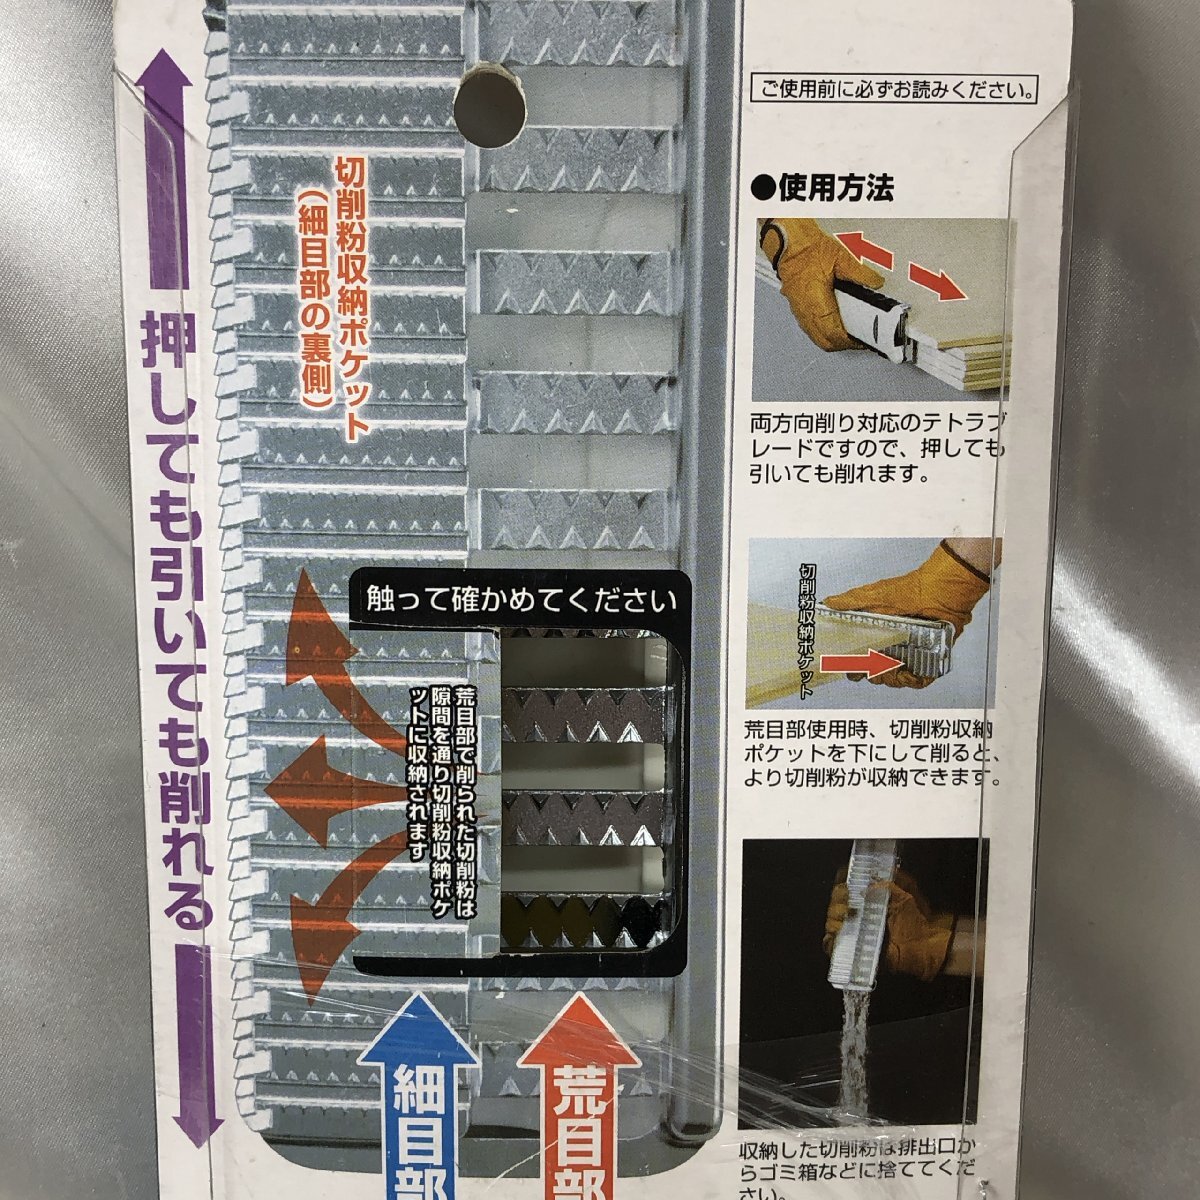 ご使用前に必ずお読みください。
●使用方法
両方向削り対応のテトラブ
レードですので、押しても
引いても削れます。
切削粉収納ポケット
荒目部使用時、切削粉収納
ポケットを下にして削ると、
より切削粉が収納できます。
収納した切削粉は排出口か
らゴミ箱などに捨ててくだ
さい。
押しても引いても削れる
切削粉収納ポケット
(細目部の裏側)
触って確かめてください
荒目部で削られた切削粉は
隙間を通り切削粉収納ポケ
ットに収納されます
細目部
荒目部